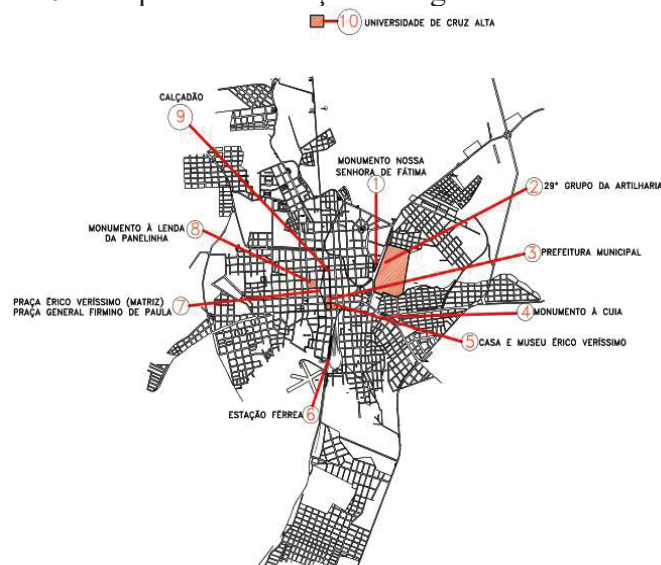 10 UNIVERSIDADE DE CRUZ ALTA
CALÇADÃO
9
MONUMENTO NOSSA
SENHORA DE FÁTIMA
1
2 29° GRUPO DA ARTILHARIA
MONUMENTO À LENDA
DA PANELINHA
8
3 PREFEITURA MUNICIPAL
PRAÇA ÉRICO VERÍSSIMO (MATRIZ)
PRAÇA GENERAL FIRMINO DE PAULA
7
4 MONUMENTO À CUIA
5 CASA E MUSEU ÉRICO VERÍSSIMO
ESTAÇÃO FÉRREA 6